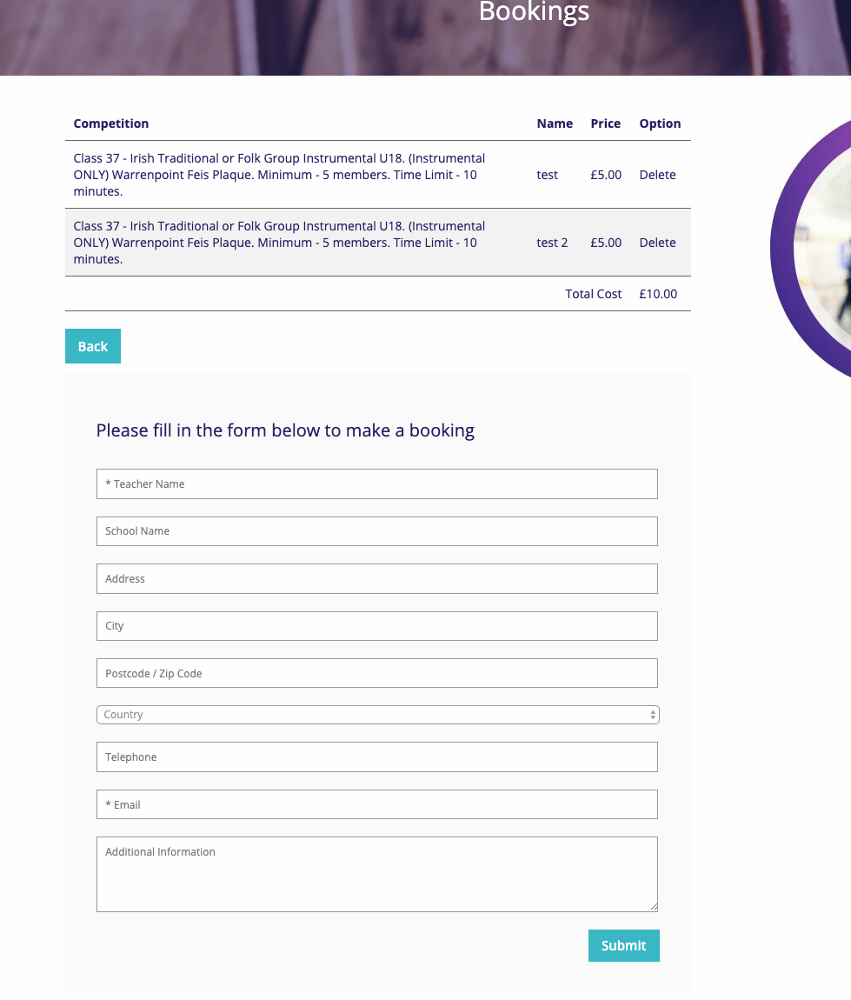 Bookings
Competition Name Price Option
Class 37 - Irish Traditional or Folk Group Instrumental U18. (Instrumental
ONLY) Warrenpoint Feis Plaque. Minimum - 5 members. Time Limit - 10
minutes.
test £5.00 Delete
Class 37 - Irish Traditional or Folk Group Instrumental U18. (Instrumental
ONLY) Warrenpoint Feis Plaque. Minimum - 5 members. Time Limit - 10
minutes.
test 2 £5.00 Delete
Total Cost £10.00
Back
Please fill in the form below to make a booking
* Teacher Name
School Name
Address
City
Postcode / Zip Code
Country
Telephone
* Email
Additional Information
Submit